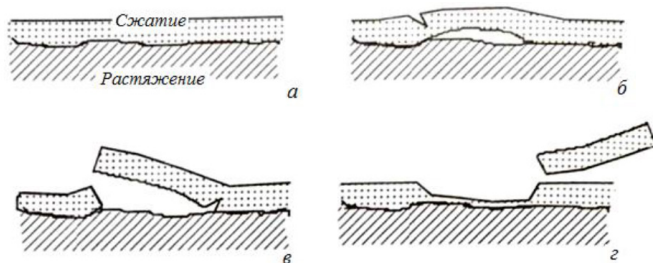 Сжатие
Растяжение
а
б
в
г